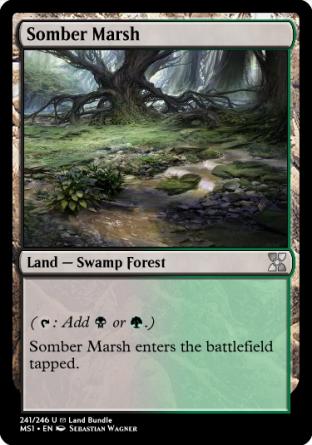 Somber Marsh
Land — Swamp Forest
( : Add or .)
Somber Marsh enters the battlefield
tapped.
241/246 U Land Bundle
MS1 • EN Sebastian Wagner